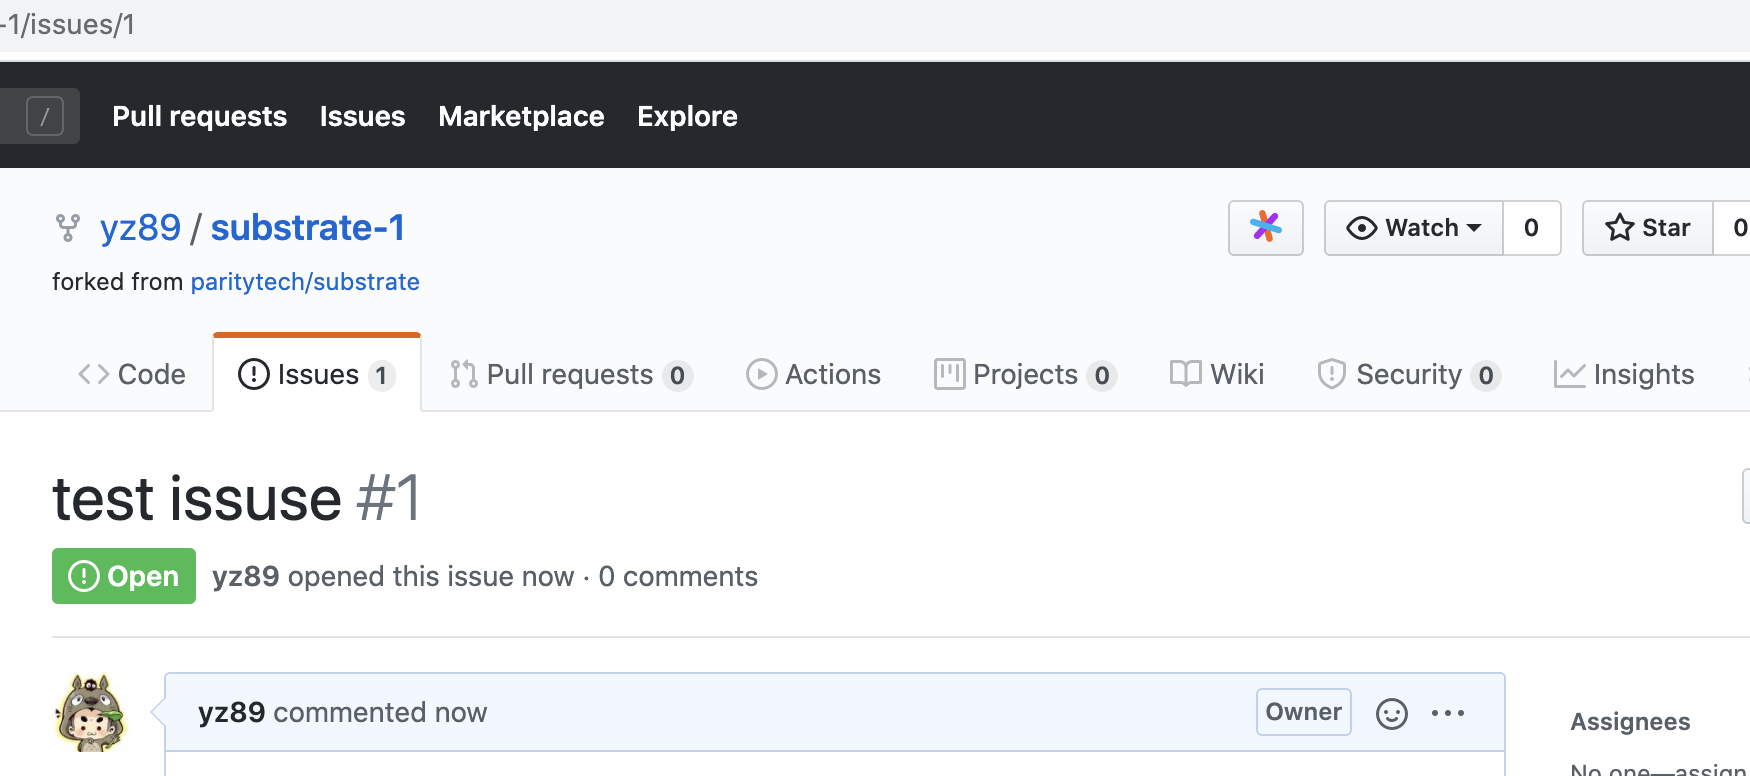 -1/issues/1
/ Pull requests Issues Marketplace Explore
yz89 / substrate-1 Watch 0 Star 0
forked from paritytech/substrate
Code Issues 1 Pull requests 0 Actions Projects 0 Wiki Security 0 Insights
test issuse #1
Open yz89 opened this issue now · 0 comments
yz89 commented now Owner
Assignees
No one—assign